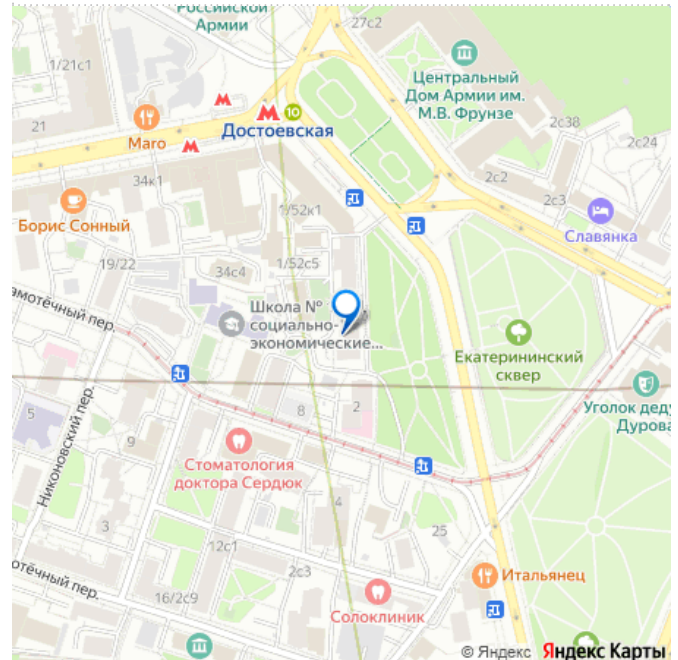 Российской
Армии
27с2
1/21с1
Центральный
Дом Армии им.
М.В. Фрунзе
21
Maro
Достоевская
10
2с38
2с24
34к1
2с2
2с3
Борис Сонный
1/52к1
Славянка
19/22
34с4
1/52с5
амотёчный пер.
Школа №
социально-
экономические...
Екатерининский
сквер
Уголок деду
Дурова
5
Никоновский пер.
9
8
2
Стоматология
доктора Сердюк
3
4
25
12с1
2с3
Итальянец
мотёчный пер.
16/2с9
Солоклиник
© Яндекс Яндекс Карты